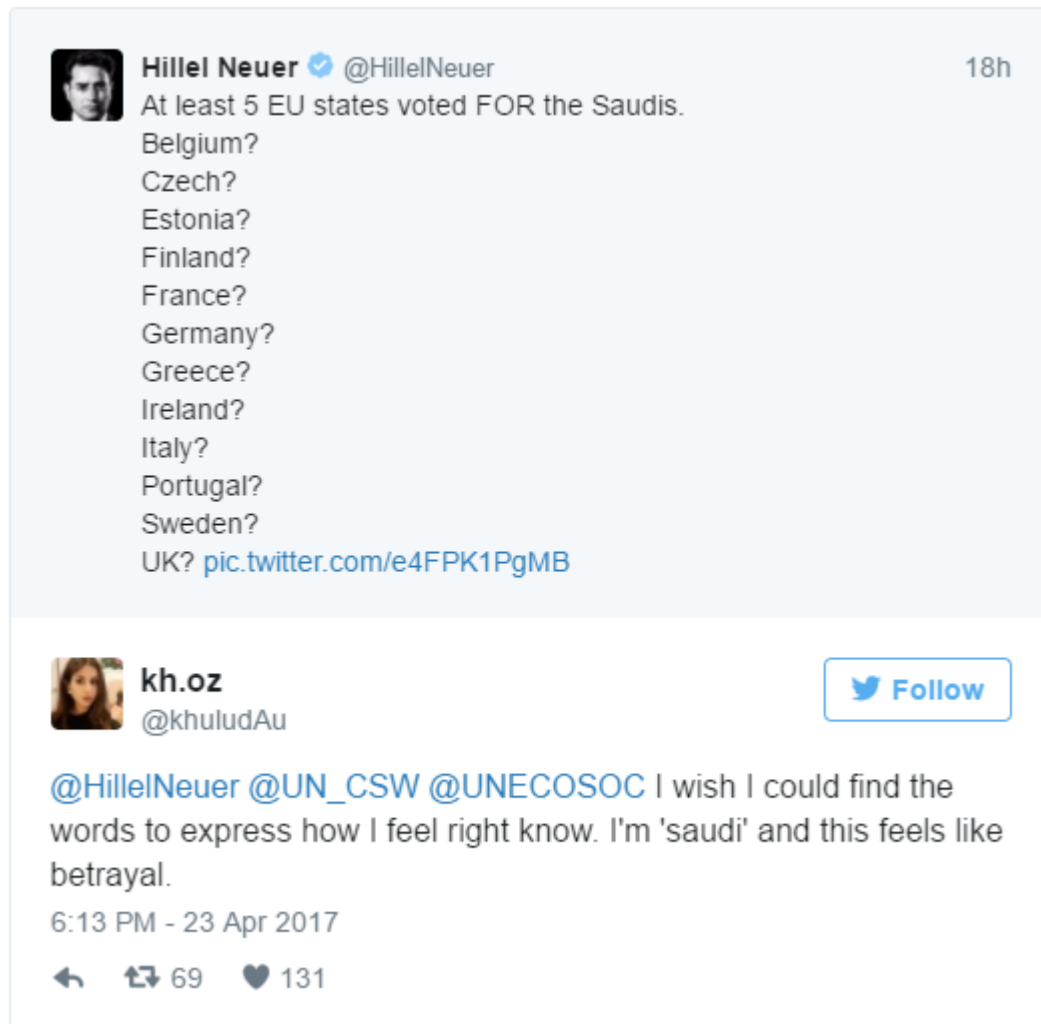 Hillel Neuer @HillelNeuer 18h
At least 5 EU states voted FOR the Saudis.
Belgium?
Czech?
Estonia?
Finland?
France?
Germany?
Greece?
Ireland?
Italy?
Portugal?
Sweden?
UK? pic.twitter.com/e4FPK1PgMB
kh.oz
@khuludAu
Follow
@HillelNeuer @UN_CSW @UNECOSOC I wish I could find the
words to express how I feel right know. I'm 'saudi' and this feels like
betrayal.
6:13 PM - 23 Apr 2017
69 131